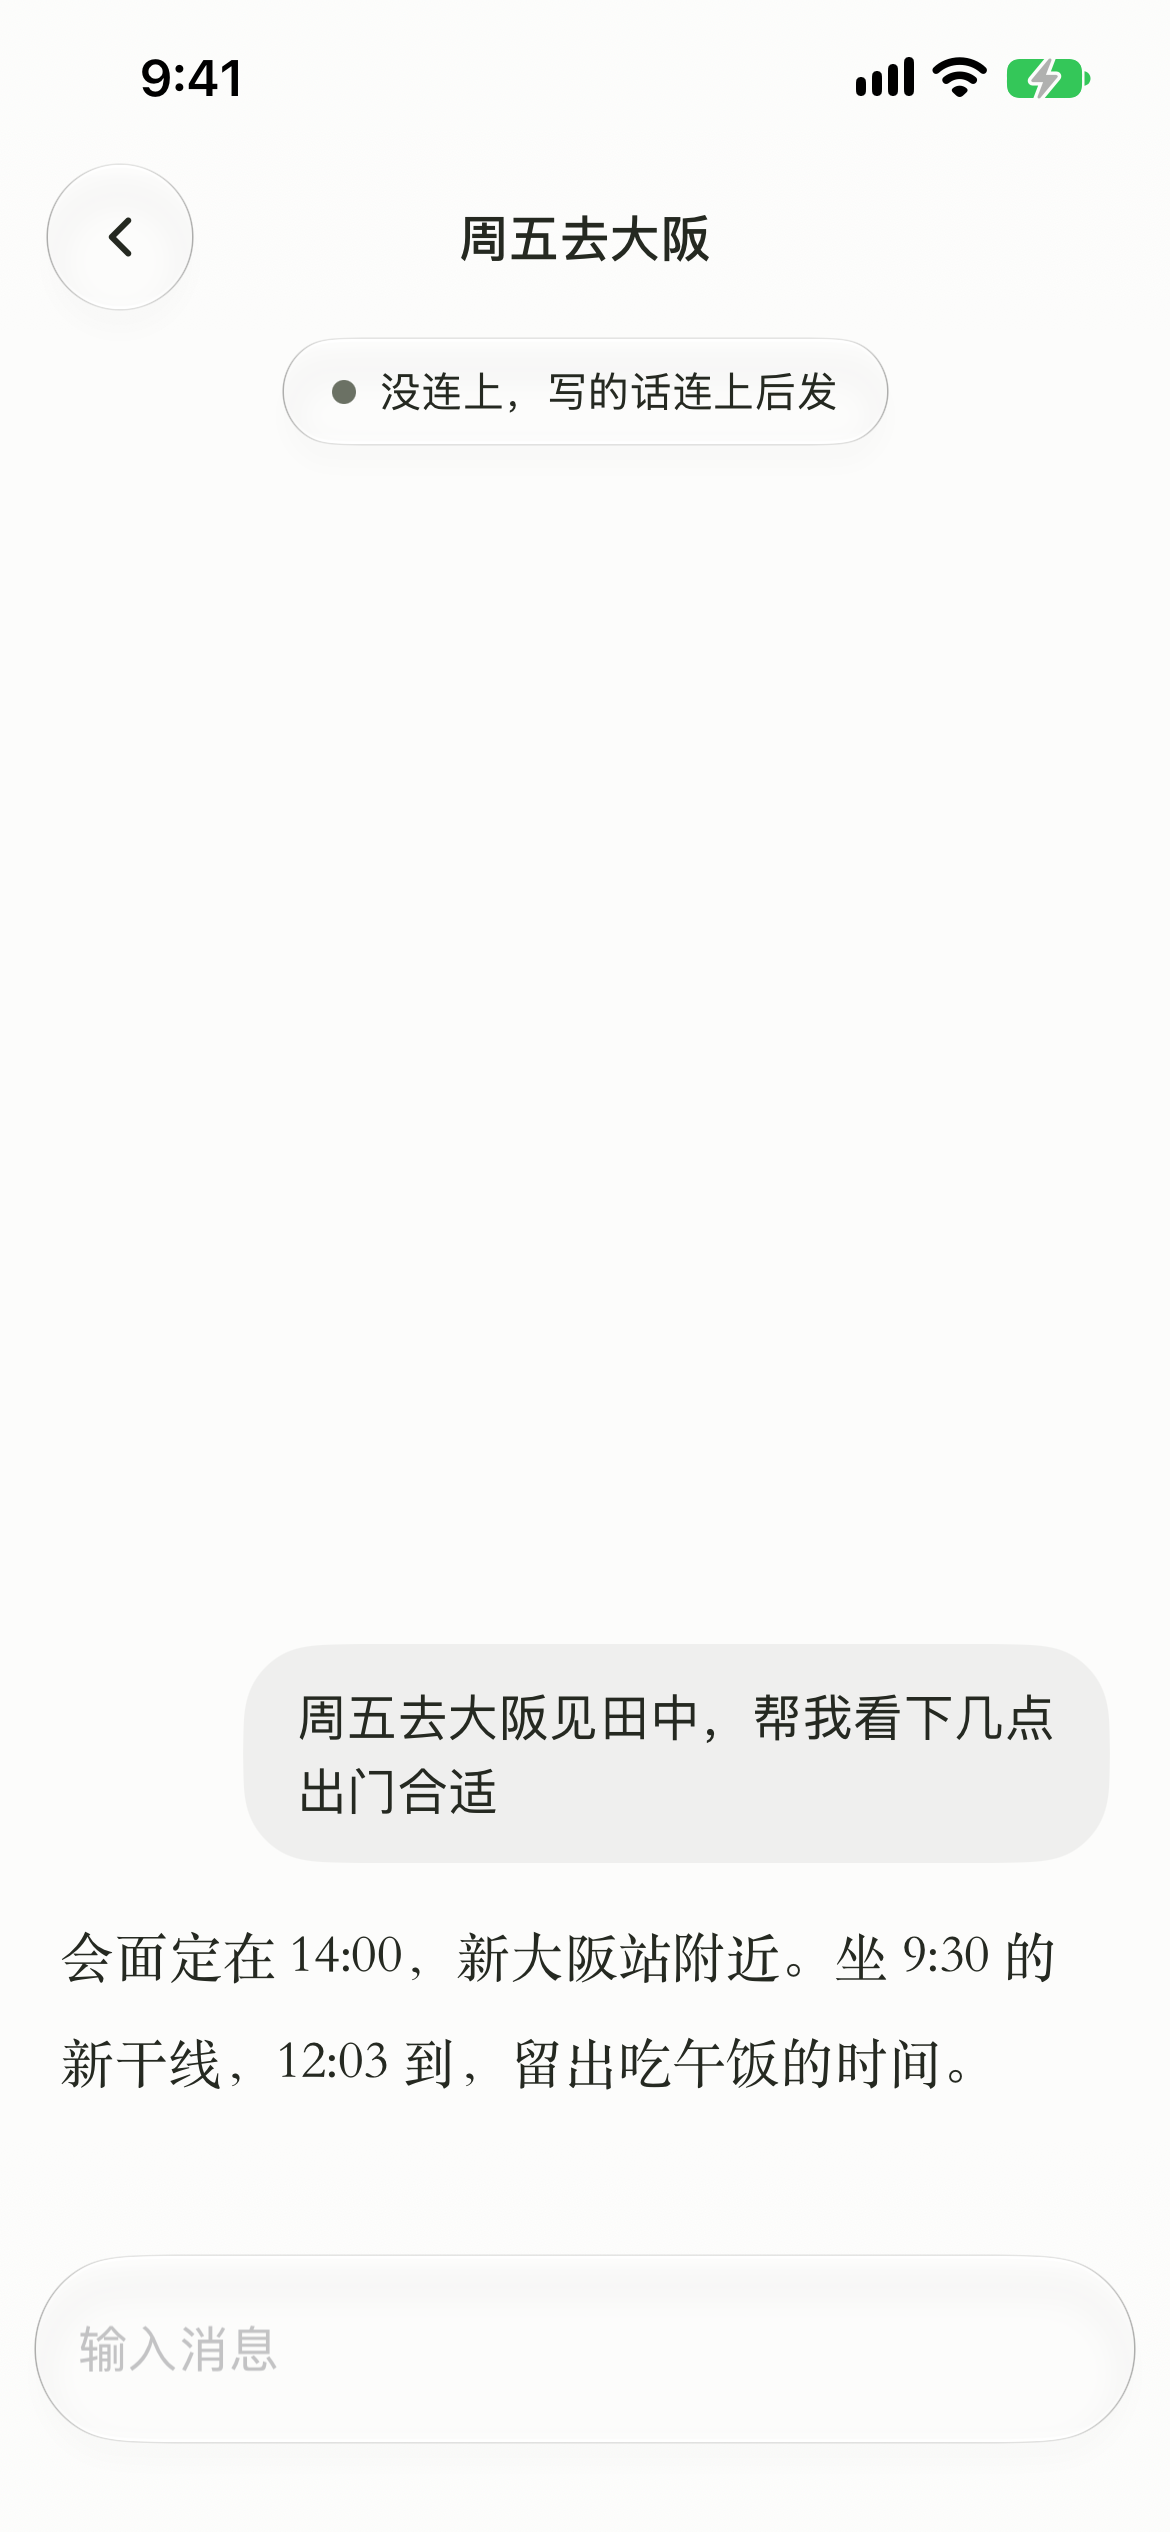 9:41
周五去大阪
没连上，写的话连上后发
周五去大阪见田中，帮我看下几点
出门合适
会面定在 14:00，新大阪站附近。坐 9:30 的
新干线，12:03 到，留出吃午饭的时间。
输入消息